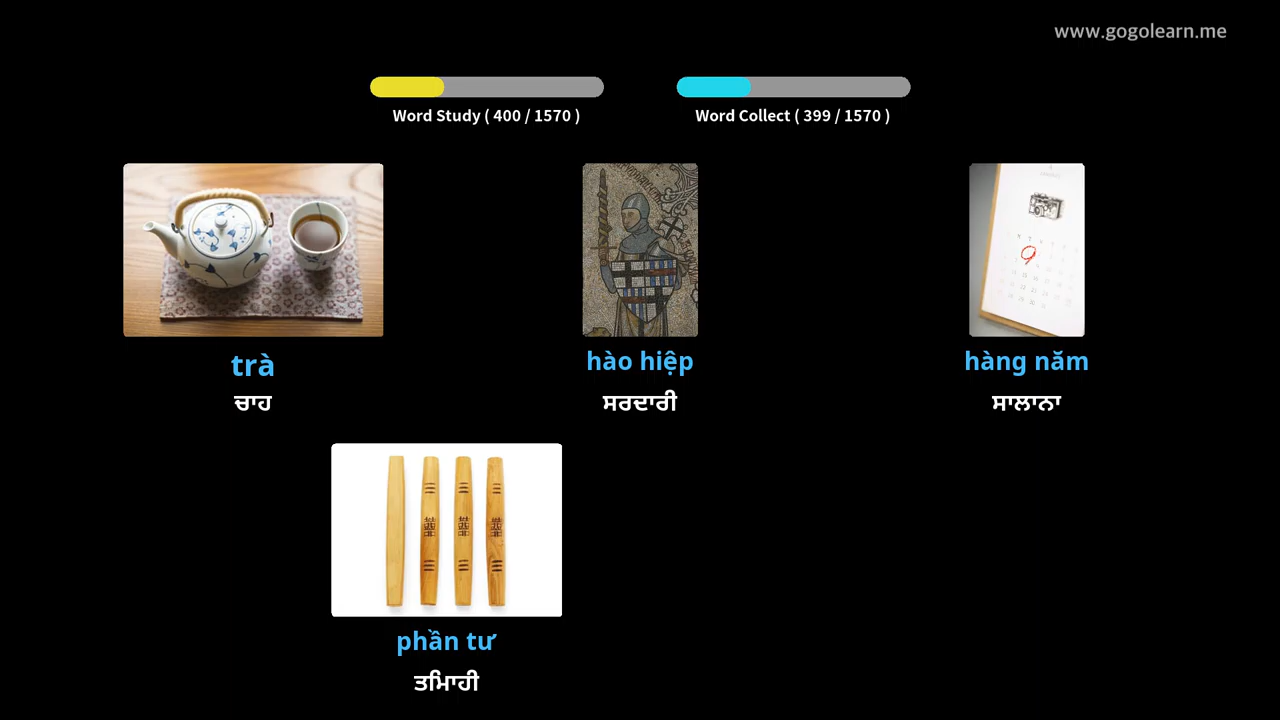 www.gogolearn.me
Word Study ( 400 / 1570 )
Word Collect ( 399 / 1570 )
trà
ਚਾਹ
hào hiệp
ਸਰਦਾਰੀ
hàng năm
ਸਾਲਾਨਾ
phần tư
ਤਿਮਾਹੀ